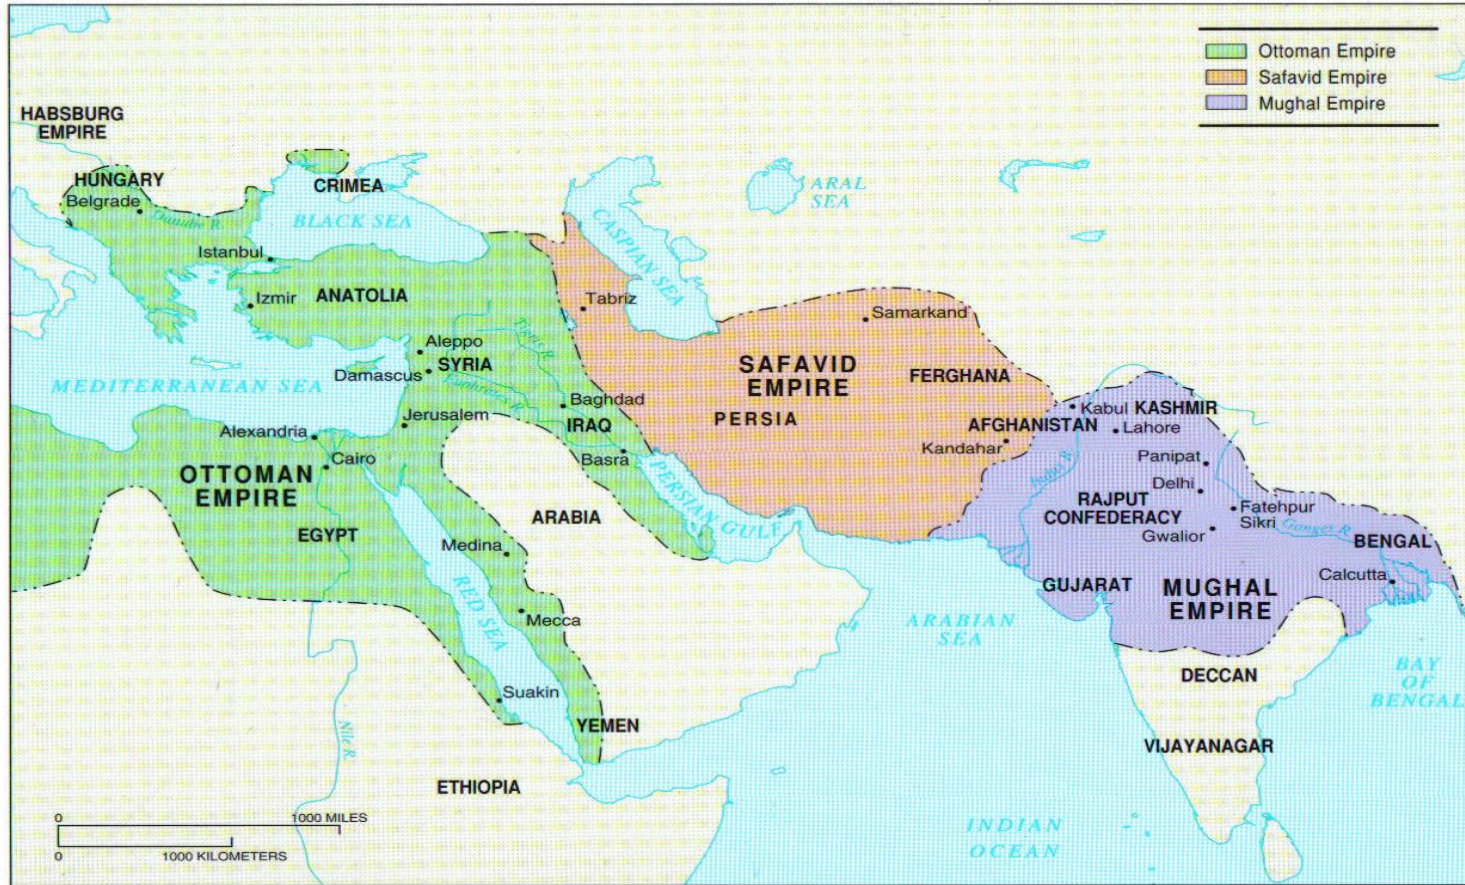 Ottoman Empire
Safavid Empire
Mughal Empire
HABSBURG
EMPIRE
HUNGARY
Belgrade
Danube R.
CRIMEA
BLACK SEA
ARAL
SEA
CASPIAN SEA
Istanbul
Izmir
ANATOLIA
Tabriz
Samarkand
Aleppo
SYRIA
Damascus
Tigris R.
Euphrates R.
MEDITERRANEAN SEA
SAFAVID
EMPIRE
FERGHANA
PERSIA
Baghdad
Jerusalem
IRAQ
Alexandria
Cairo
Basra
AFGHANISTAN
Kandahar
Kabul
KASHMIR
Lahore
Panipat
Delhi
Indus R.
OTTOMAN
EMPIRE
EGYPT
PERSIAN GULF
ARABIA
Medina
RAJPUT
CONFEDERACY
Fatehpur
Sikri
Gwalior
Ganges R.
BENGAL
Calcutta
GUJARAT
MUGHAL
EMPIRE
RED SEA
Mecca
ARABIAN
SEA
DECCAN
BAY
OF
BENGAL
Suakin
YEMEN
Nile R.
VIJAYANAGAR
ETHIOPIA
0
1000 MILES
0
1000 KILOMETERS
INDIAN
OCEAN